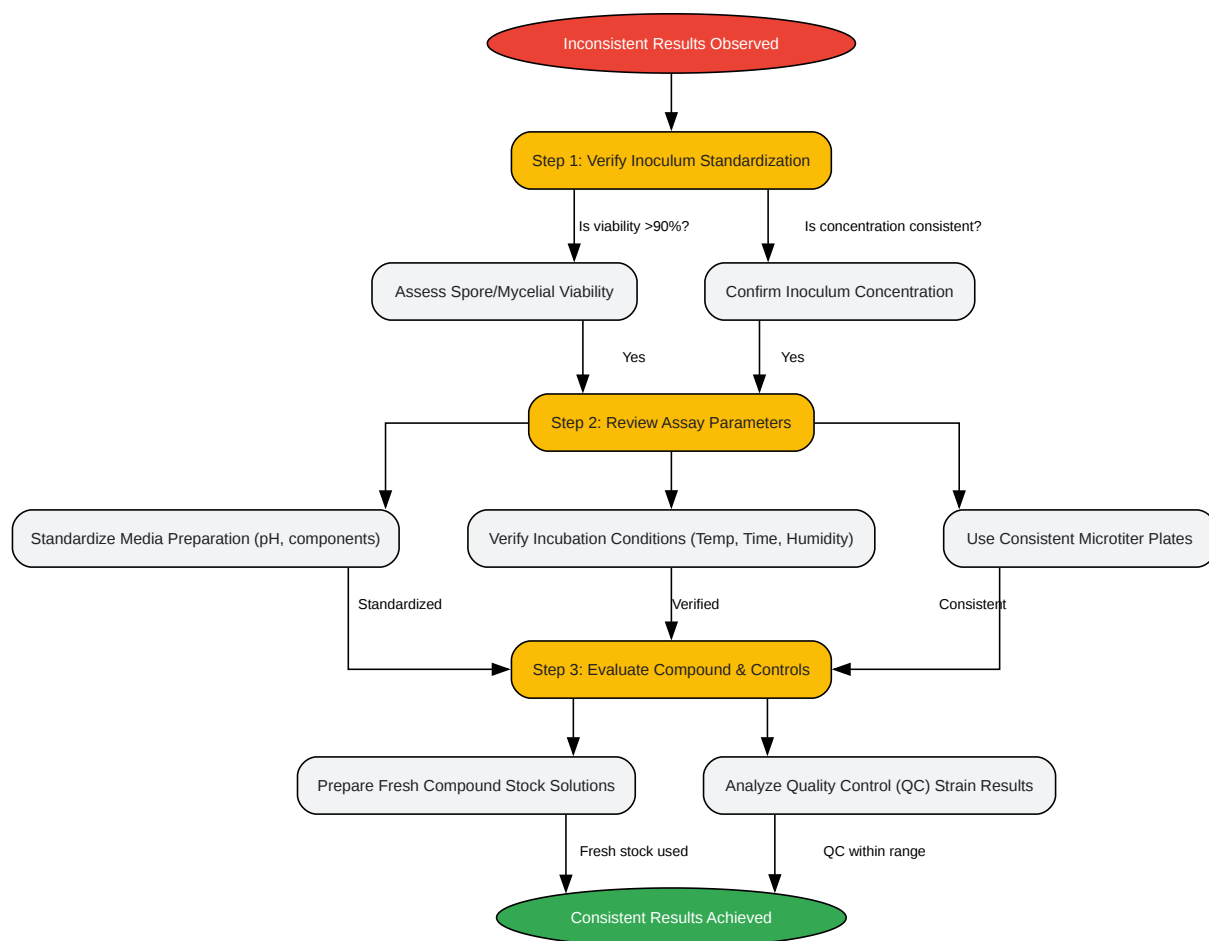 Inconsistent Results Observed
Step 1: Verify Inoculum Standardization
Is viability >90%?
Is concentration consistent?
Assess Spore/Mycelial Viability
Confirm Inoculum Concentration
Yes
Yes
Step 2: Review Assay Parameters
Standardize Media Preparation (pH, components)
Verify Incubation Conditions (Temp, Time, Humidity)
Use Consistent Microtiter Plates
Standardized
Verified
Consistent
Step 3: Evaluate Compound & Controls
Prepare Fresh Compound Stock Solutions
Analyze Quality Control (QC) Strain Results
Fresh stock used
QC within range
Consistent Results Achieved